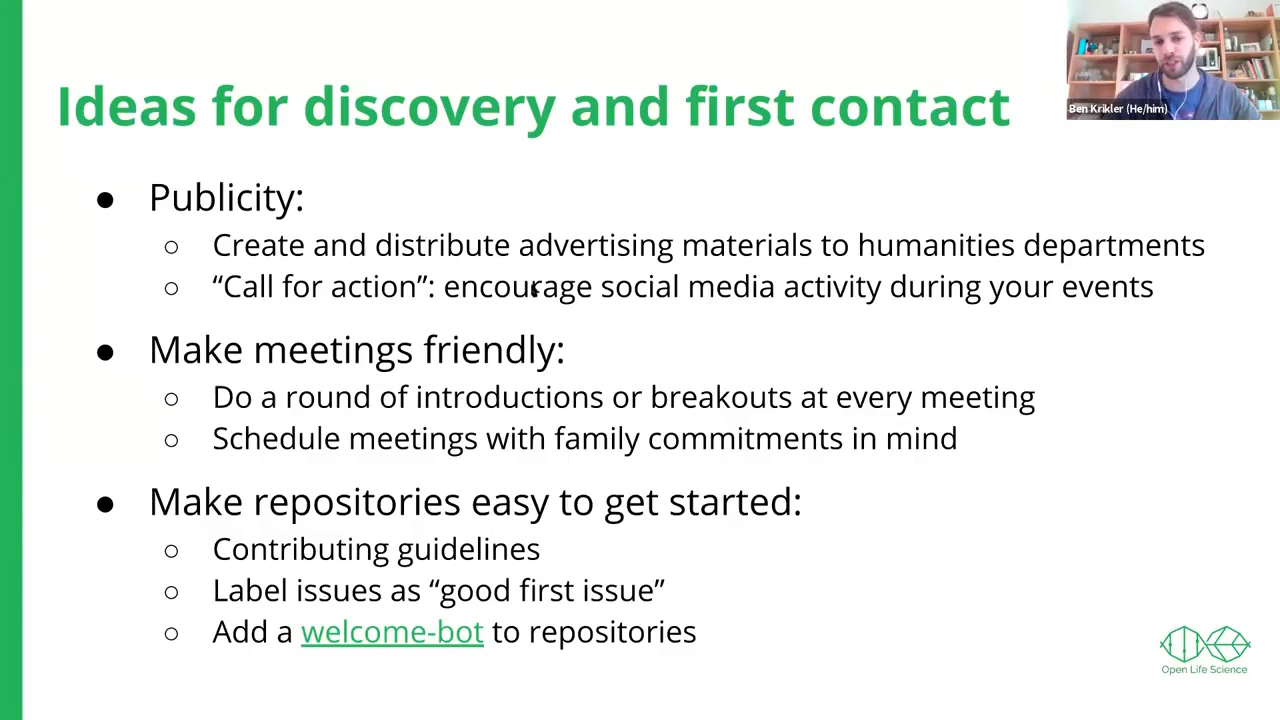 Ideas for discovery and first contact
Ben Krikler (He/him)
● Publicity:
○ Create and distribute advertising materials to humanities departments
○ “Call for action”: encourage social media activity during your events
● Make meetings friendly:
○ Do a round of introductions or breakouts at every meeting
○ Schedule meetings with family commitments in mind
● Make repositories easy to get started:
○ Contributing guidelines
○ Label issues as “good first issue”
○ Add a welcome-bot to repositories
Open Life Science